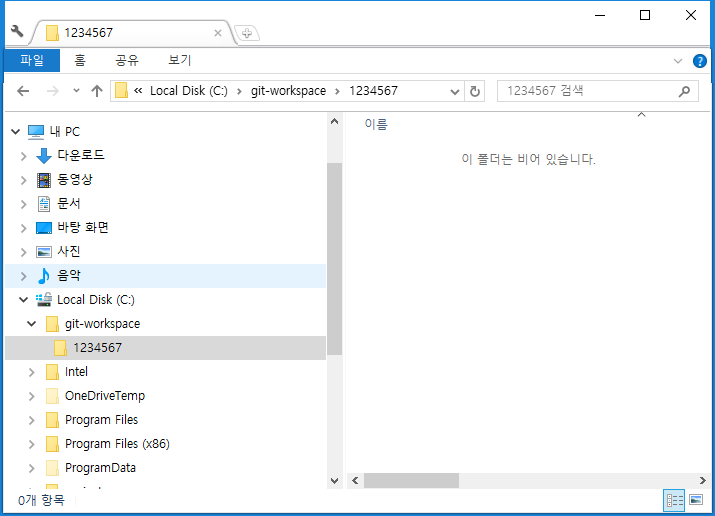 1234567
파일 홈 공유 보기
« Local Disk (C:) › git-workspace › 1234567
1234567 검색
내 PC
다운로드
동영상
문서
바탕 화면
사진
음악
Local Disk (C:)
git-workspace
1234567
Intel
OneDriveTemp
Program Files
Program Files (x86)
ProgramData
이름
이 폴더는 비어 있습니다.
0개 항목